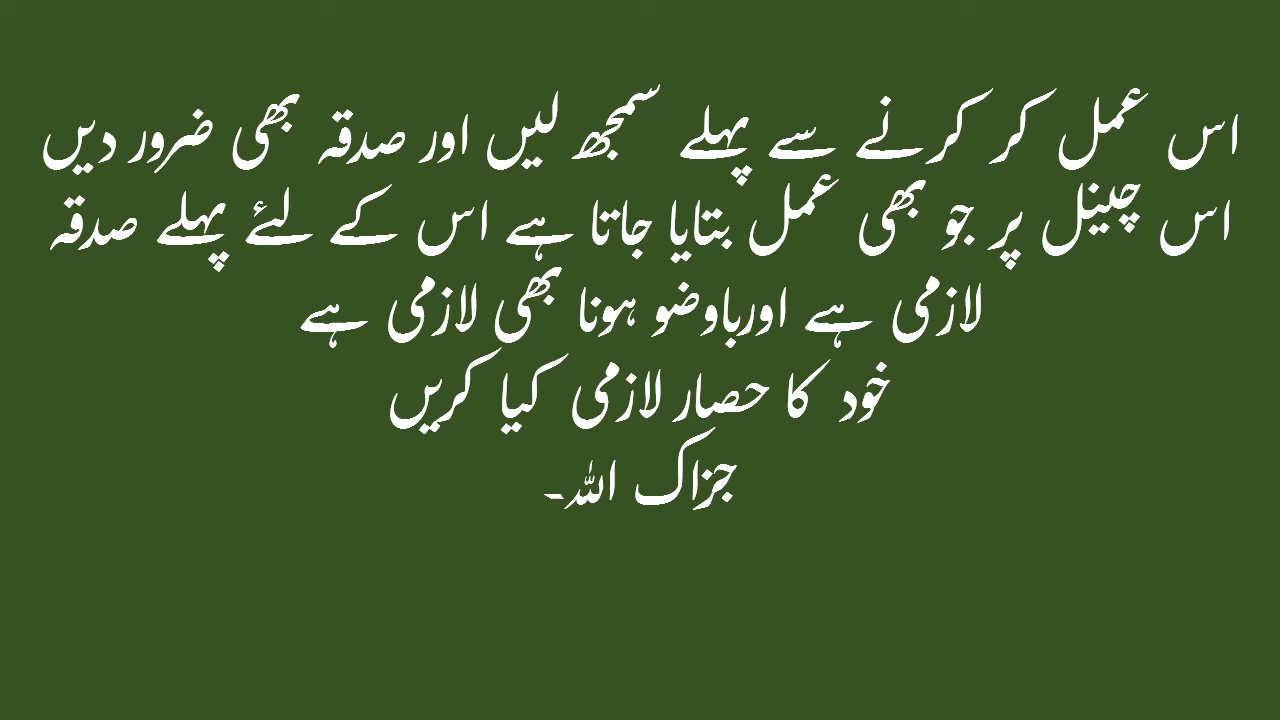 اس عمل کر کرنے سے پہلے سمجھ لیں اور صدقہ بھی ضرور دیں
اس چینل پر جو بھی عمل بتایا جاتا ہے اس کے لئے پہلے صدقہ
لازمی ہے اورباوضو ہونا بھی لازمی ہے
خود کا حصار لازمی کیا کریں
جزاک اللہ۔